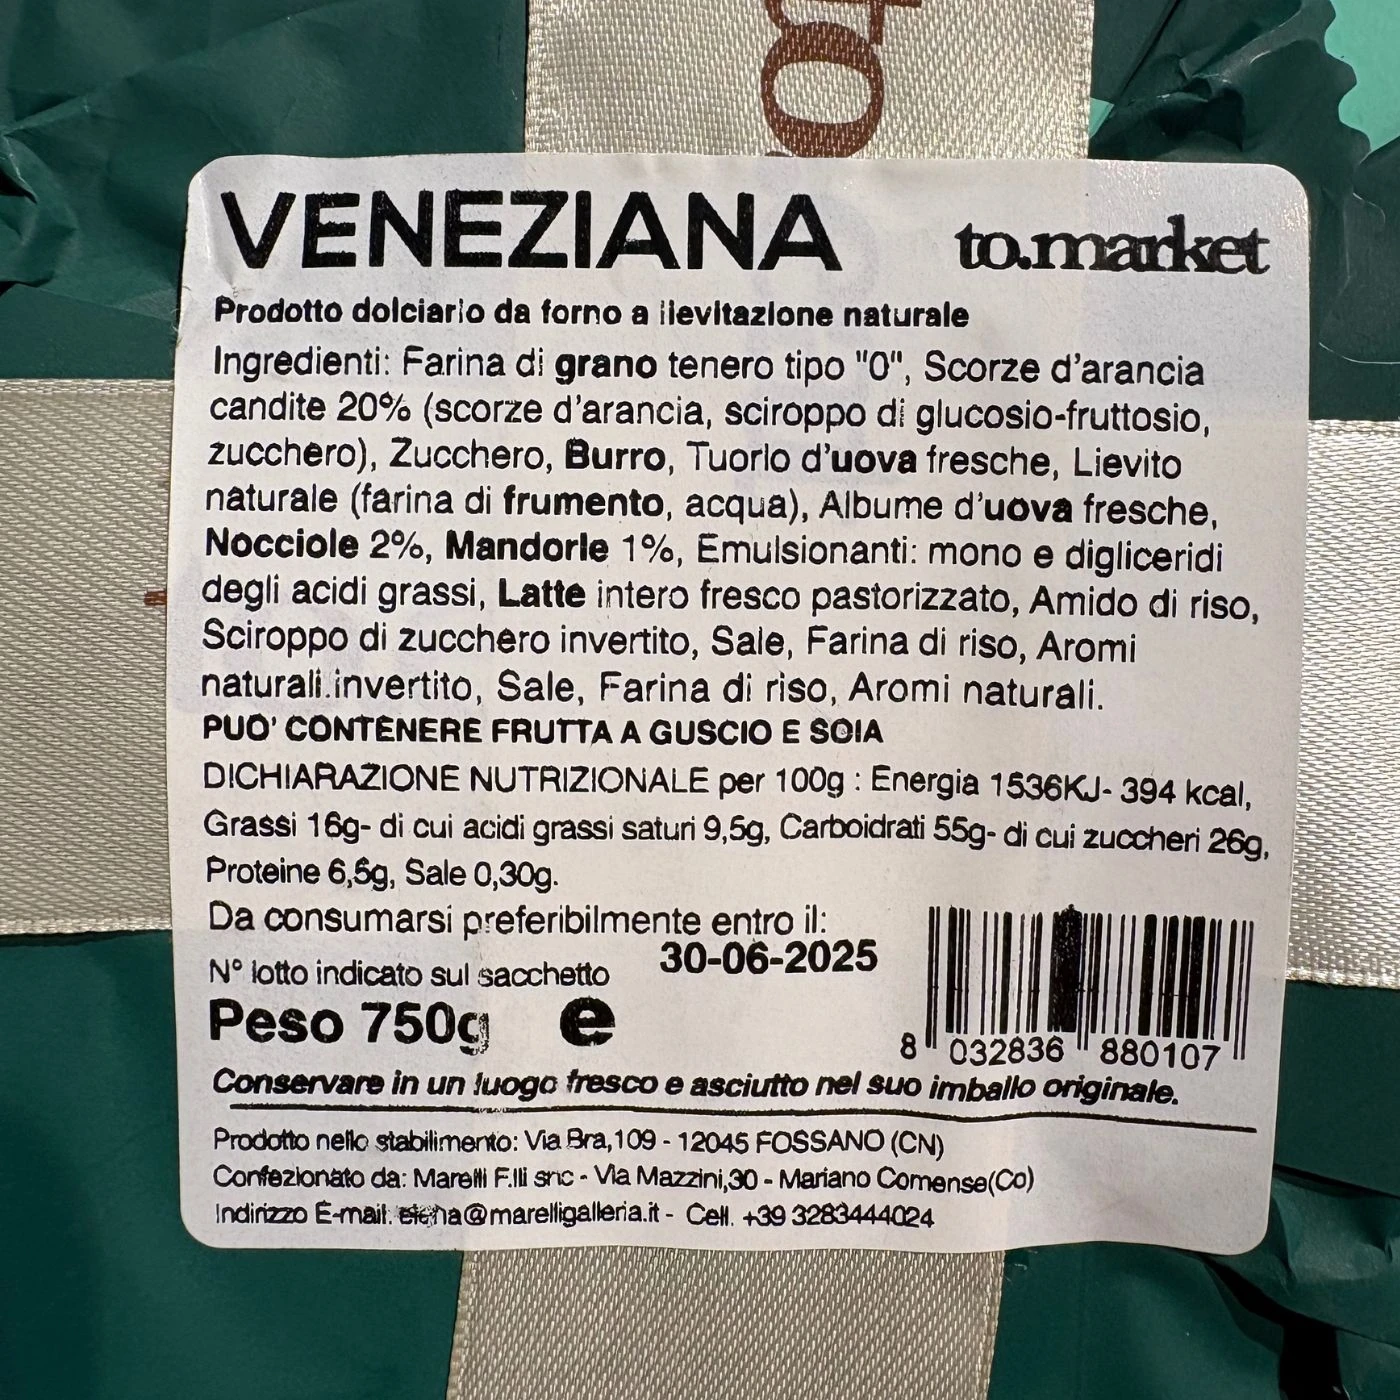 VENEZIANA to.market
Prodotto dolciario da forno a lievitazione naturale
Ingredienti: Farina di grano tenero tipo "0", Scorze d'arancia
candite 20% (scorze d'arancia, sciroppo di glucosio-fruttosio,
zucchero), Zucchero, Burro, Tuorlo d'uova fresche, Lievito
naturale (farina di frumento, acqua), Albume d'uova fresche,
Nocciole 2%, Mandorle 1%, Emulsionanti: mono e digliceridi
degli acidi grassi, Latte intero fresco pastorizzato, Amido di riso,
Sciroppo di zucchero invertito, Sale, Farina di riso, Aromi
naturali.invertito, Sale, Farina di riso, Aromi naturali.
PUO' CONTENERE FRUTTA A GUSCIO E SOIA
DICHIARAZIONE NUTRIZIONALE per 100g : Energia 1536KJ- 394 kcal,
Grassi 16g- di cui acidi grassi saturi 9,5g, Carboidrati 55g- di cui zuccheri 26g,
Proteine 6,5g, Sale 0,30g.
Da consumarsi preferibilmente entro il:
30-06-2025
N° lotto indicato sul sacchetto
Peso 750g e
8 032836 880107
Conservare in un luogo fresco e asciutto nel suo imballo originale.
Prodotto nello stabilimento: Via Bra,109 - 12045 FOSSANO (CN)
Confezionato da: Marelli F.lli snc - Via Mazzini,30 - Mariano Comense(Co)
Indirizzo E-mail: @marelligalleria.it - Cell. +39 3283444024